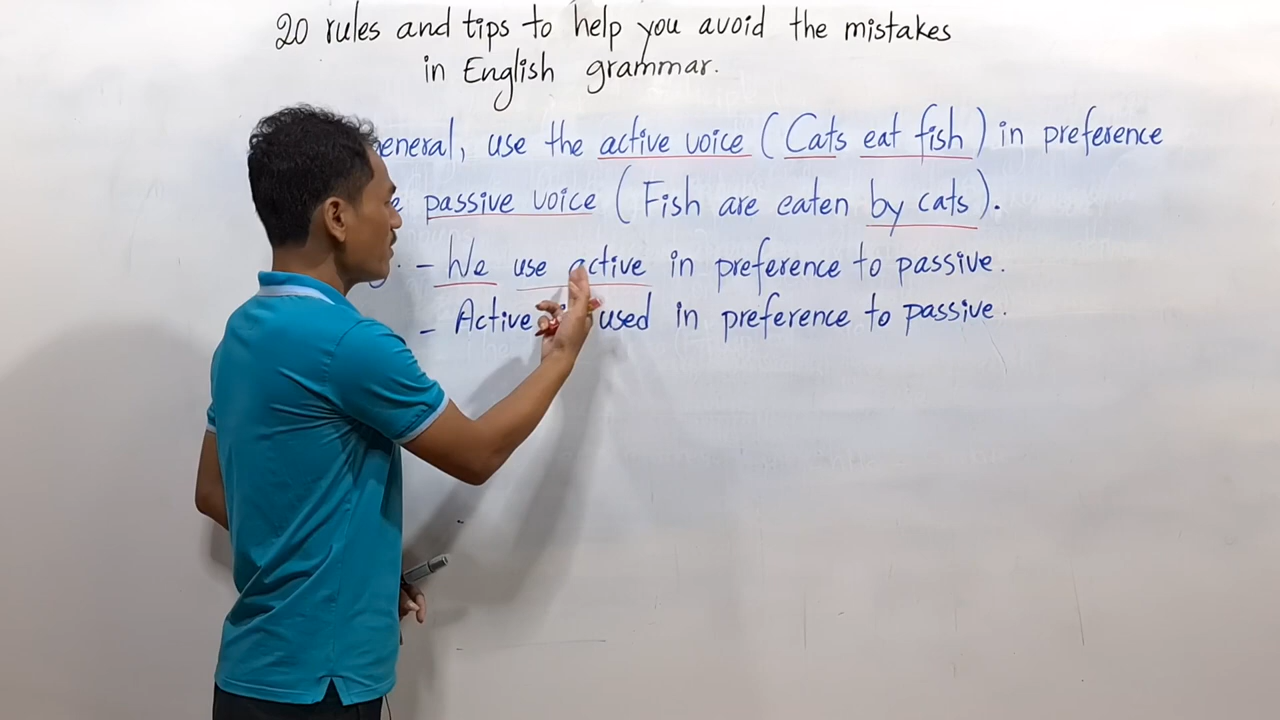 20 rules and tips to help you avoid the mistakes
in English grammar.
general, use the active voice (Cats eat fish) in preference
passive voice (Fish are eaten by cats).
- We use active in preference to passive.
- Active used in preference to passive.